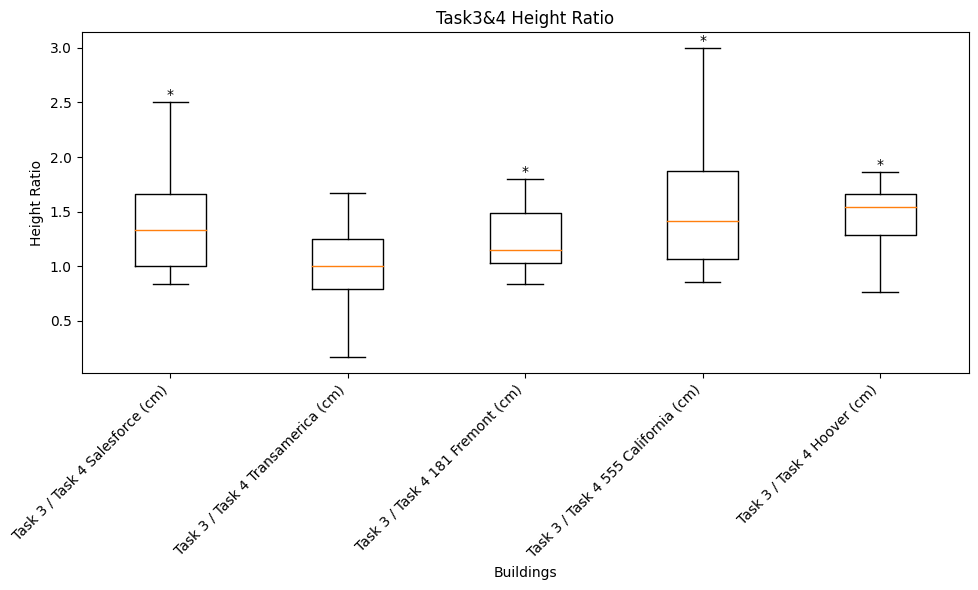 Task3&4 Height Ratio
Height Ratio
3.0
2.5
2.0
1.5
1.0
0.5
*
*
*
*
Task 3 / Task 4 Salesforce (cm)
Task 3 / Task 4 Transamerica (cm)
Task 3 / Task 4 181 Fremont (cm)
Task 3 / Task 4 555 California (cm)
Task 3 / Task 4 Hoover (cm)
Buildings